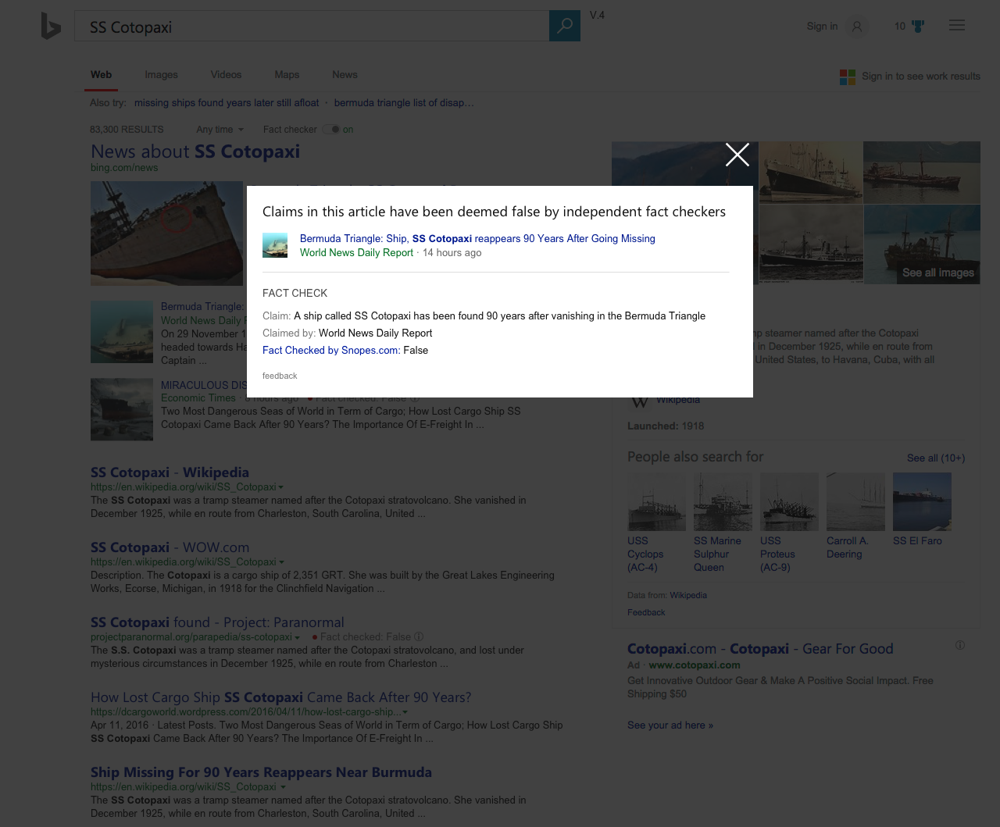 SS Cotopaxi
V.4
Sign in
10
Web
Images
Videos
Maps
News
Sign in to see work results
Also try: missing ships found years later still afloat · bermuda triangle list of disap...
83,300 RESULTS
Any time
Fact checker
on
News about SS Cotopaxi
bing.com/news
See all images
Claims in this article have been deemed false by independent fact checkers
Bermuda Triangle: Ship, SS Cotopaxi reappears 90 Years After Going Missing
World News Daily Report · 14 hours ago
FACT CHECK
Claim: A ship called SS Cotopaxi has been found 90 years after vanishing in the Bermuda Triangle
Claimed by: World News Daily Report
Fact Checked by Snopes.com: False
feedback
Bermuda Triangle:
World News Daily
On 29 November 1
headed towards Ha
Captain ...
MIRACULOUS DIS
Economic Times · 8 hours ago
Fact checked: False
Two Most Dangerous Seas of World in Term of Cargo; How Lost Cargo Ship SS
Cotopaxi Came Back After 90 Years? The Importance Of E-Freight In ...
SS Cotopaxi - Wikipedia
https://en.wikipedia.org/wiki/SS_Cotopaxi
The SS Cotopaxi was a tramp steamer named after the Cotopaxi stratovolcano. She vanished in
December 1925, while en route from Charleston, South Carolina, United ...
SS Cotopaxi - WOW.com
https://en.wikipedia.org/wiki/SS_Cotopaxi
Description. The Cotopaxi is a cargo ship of 2,351 GRT. She was built by the Great Lakes Engineering
Works, Ecorse, Michigan, in 1918 for the Clinchfield Navigation ...
SS Cotopaxi found - Project: Paranormal
projectparanormal.org/parapedia/ss-cotopaxi
Fact checked: False
The S.S. Cotopaxi was a tramp steamer named after the Cotopaxi stratovolcano, and lost under
mysterious circumstances in December 1925, while en route from Charleston ...
How Lost Cargo Ship SS Cotopaxi Came Back After 90 Years?
https://dcargoworld.wordpress.com/2016/04/11/how-lost-cargo-ship...
Apr 11, 2016 · Latest Posts. Two Most Dangerous Seas of World in Term of Cargo; How Lost Cargo Ship
SS Cotopaxi Came Back After 90 Years? The Importance Of E-Freight In ...
Ship Missing For 90 Years Reappears Near Burmuda
https://en.wikipedia.org/wiki/SS_Cotopaxi
The SS Cotopaxi was a tramp steamer named after the Cotopaxi stratovolcano. She vanished in
December 1925, while en route from Charleston, South Carolina, United ...
steamer named after the Cotopaxi
in December 1925, while en route from
United States, to Havana, Cuba, with all
W Wikipedia
Launched: 1918
People also search for
See all (10+)
USS
Cyclops
(AC-4)
SS Marine
Sulphur
Queen
USS
Proteus
(AC-9)
Carroll A.
Deering
SS El Faro
Data from: Wikipedia
Feedback
Cotopaxi.com - Cotopaxi - Gear For Good
Ad · www.cotopaxi.com
Get Innovative Outdoor Gear & Make A Positive Social Impact. Free
Shipping $50
See your ad here »